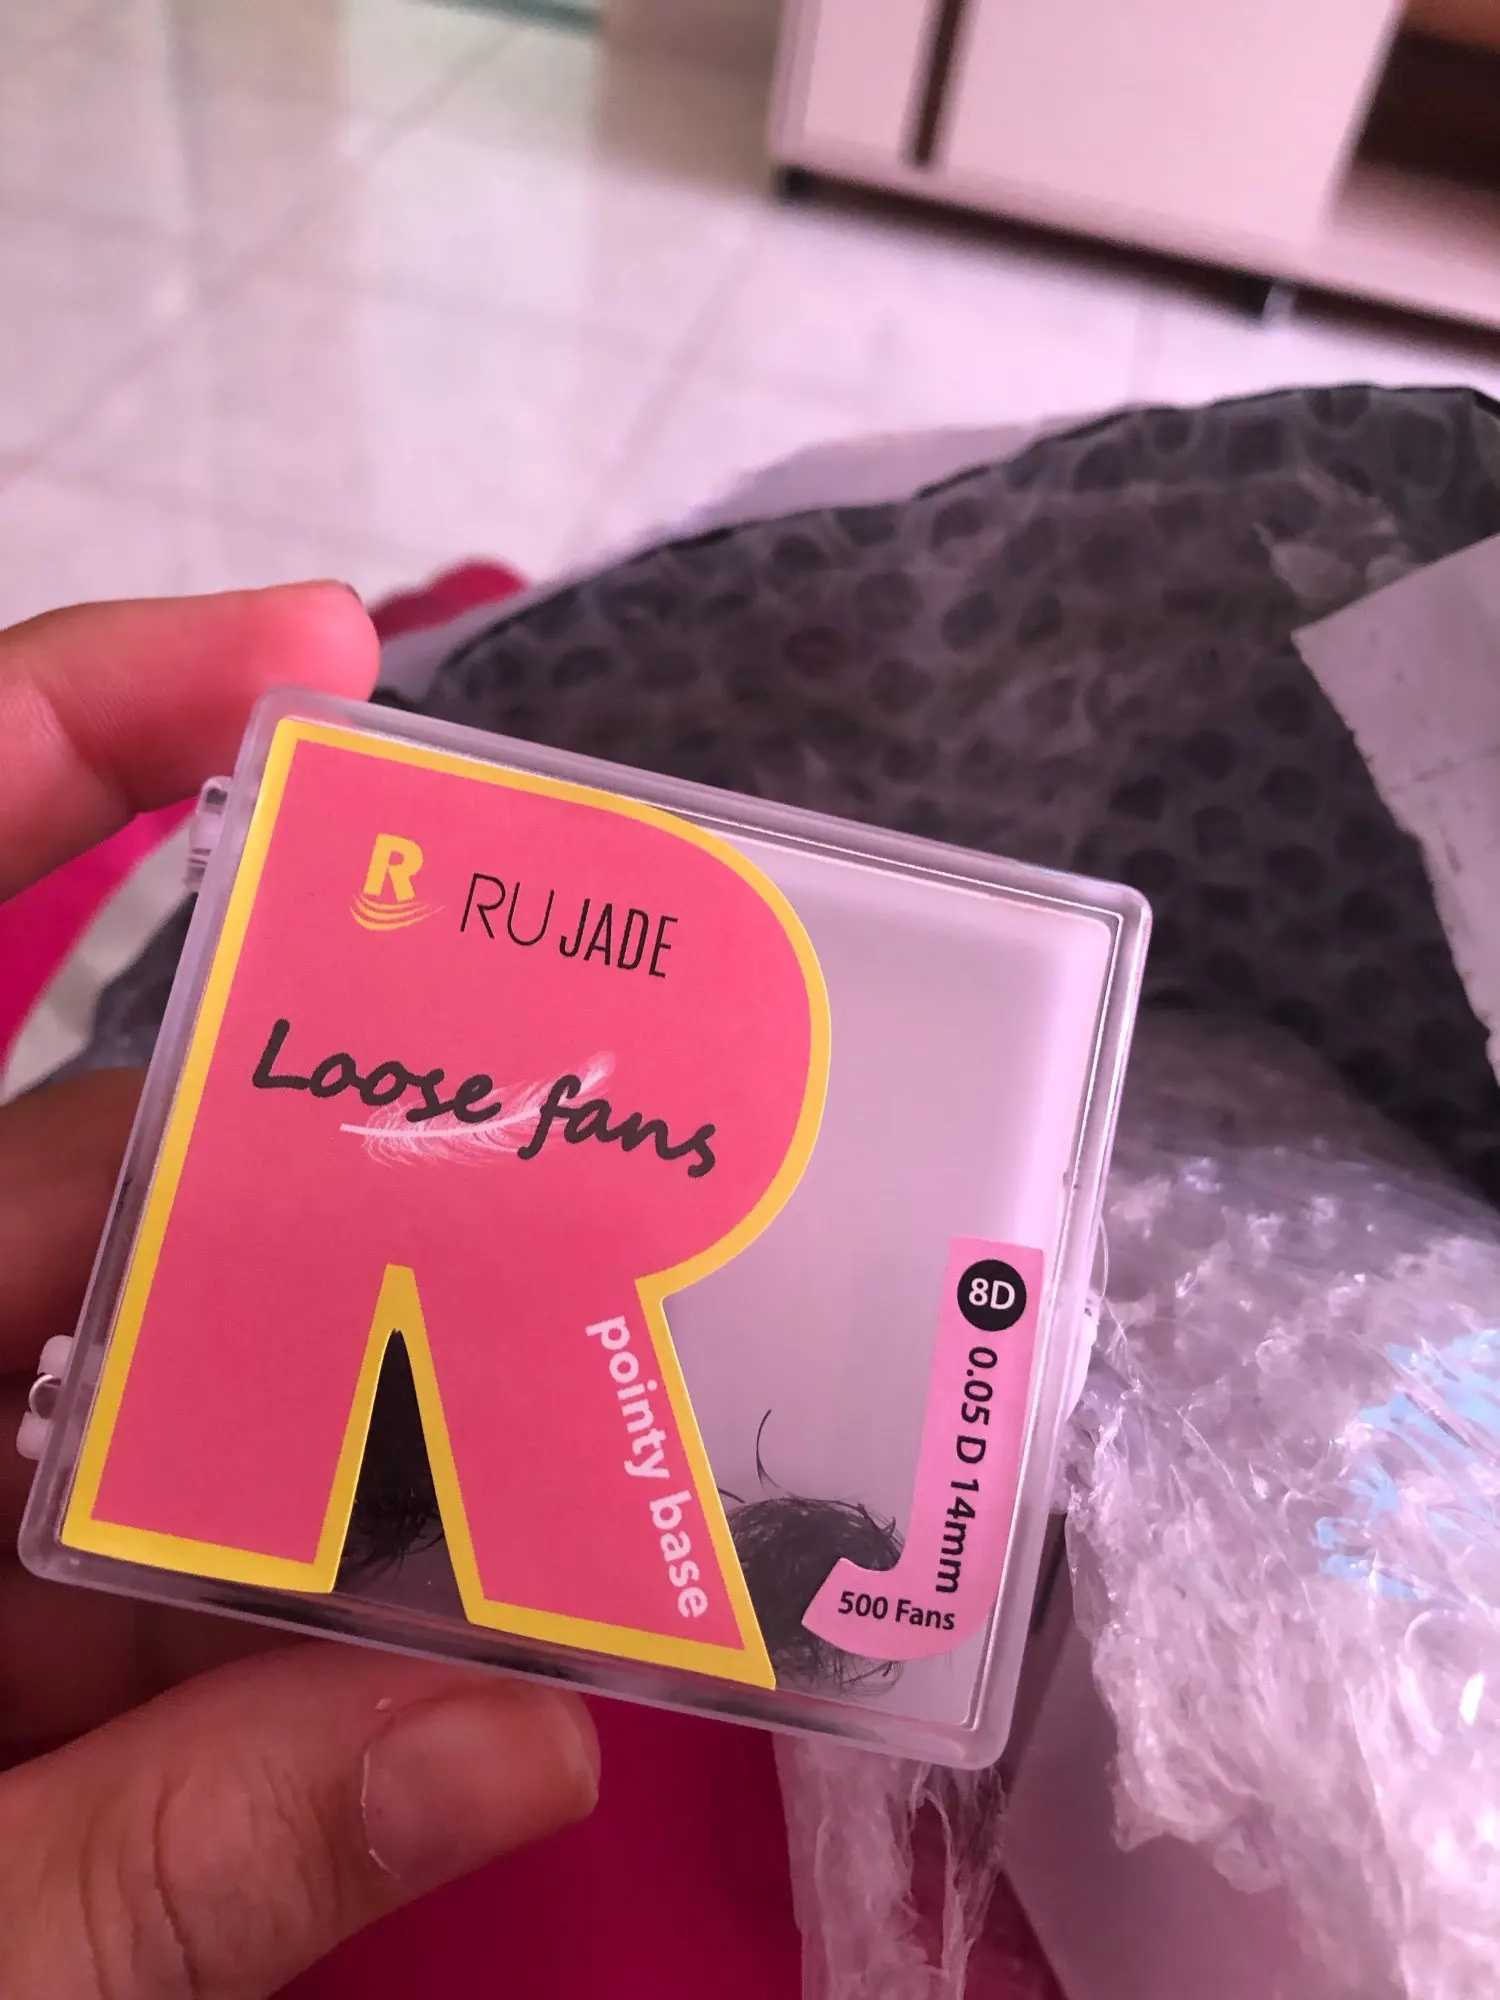 R
RU JADE
Loose fans
pointy base
8D
0.05 D 14mm
500 Fans